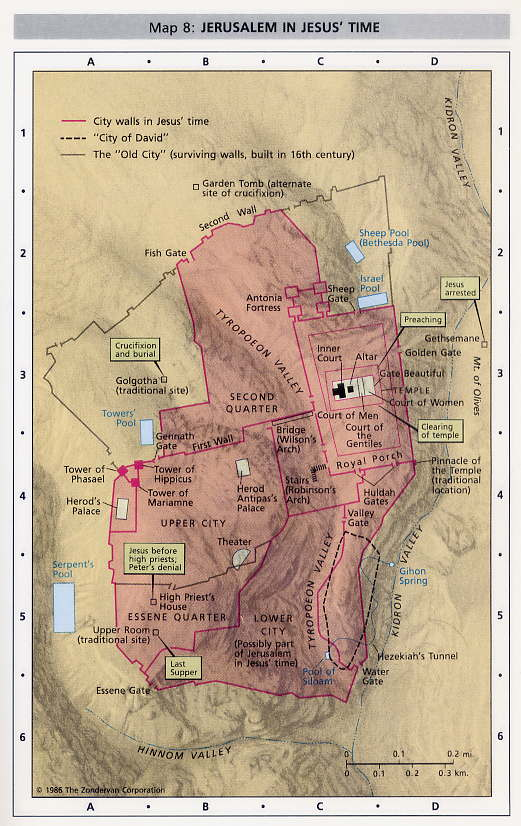 Map 8: JERUSALEM IN JESUS' TIME
A B C D
1 1
City walls in Jesus' time
"City of David"
The "Old City" (surviving walls, built in 16th century)
KIDRON VALLEY
Garden Tomb (alternate
site of crucifixion)
Second Wall
Sheep Pool
(Bethesda Pool)
Fish Gate
2 2
Israel
Pool
Sheep
Gate
Antonia
Fortress
Jesus
arrested
Preaching
TYROPOEON VALLEY
Gethsemane
Crucifixion
and burial
Inner
Court
Altar
Golden Gate
Mt. of Olives
3 3
Golgotha
(traditional site)
Gate Beautiful
TEMPLE
Court of Women
SECOND
QUARTER
Court of Men
Towers'
Pool
Bridge
(Wilson's
Arch)
Court of
the
Gentiles
Clearing
of temple
Gennath
Gate
First Wall
Royal Porch
Pinnacle of
the Temple
(traditional
location)
4 4
Tower of
Phasael
Tower of
Hippicus
Tower of
Mariamne
Herod
Antipas's
Palace
Stairs
(Robinson's
Arch)
Huldah
Gates
Herod's
Palace
Valley
Gate
UPPER CITY
Theater
Jesus before
high priests;
Peter's denial
Serpent's
Pool
TYROPOEON VALLEY
Gihon
Spring
KIDRON VALLEY
High Priest's
House
5 5
ESSENE QUARTER
LOWER
CITY
(Possibly part
of Jerusalem
in Jesus' time)
Upper Room
(traditional site)
Hezekiah's Tunnel
Last
Supper
Pool of
Siloam
Water
Gate
Essene Gate
6 6
HINNOM VALLEY
0 0.1 0.2 mi.
0 0.1 0.2 0.3 km.
© 1986 The Zondervan Corporation
A B C D